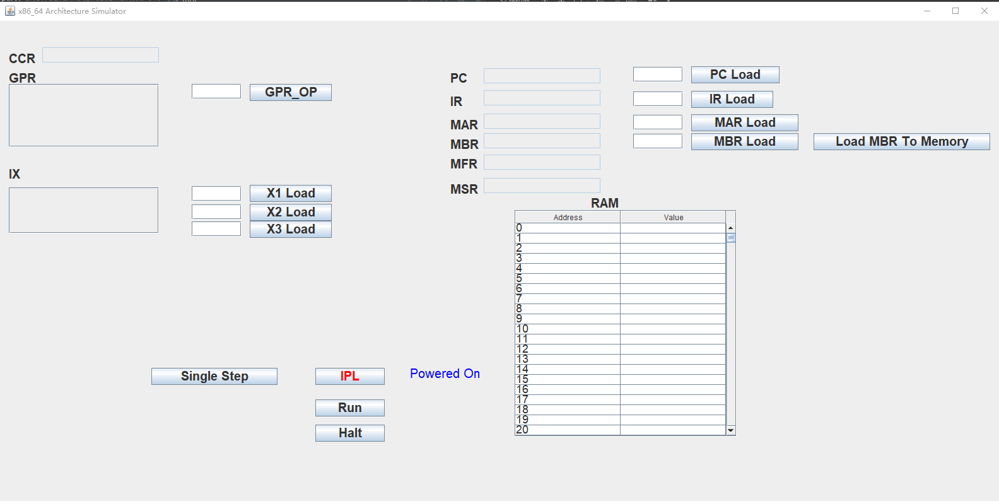 x86_64 Architecture Simulator
CCR
GPR
GPR_OP
IX
X1 Load
X2 Load
X3 Load
PC
PC Load
IR
IR Load
MAR
MAR Load
MBR
MBR Load
Load MBR To Memory
MFR
MSR
RAM
Address Value
0
1
2
3
4
5
6
7
8
9
10
11
12
13
14
15
16
17
18
19
20
Single Step
IPL
Powered On
Run
Halt